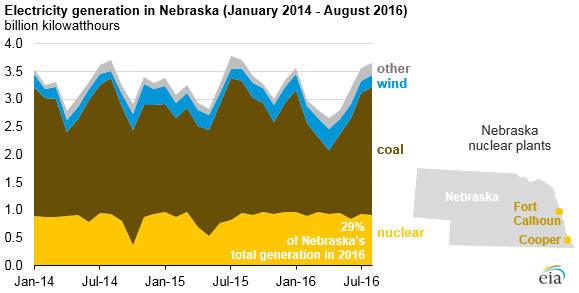 Electricity generation in Nebraska (January 2014 - August 2016)
billion kilowatthours
4.0
3.5
3.0
2.5
2.0
1.5
1.0
0.5
0.0
Jan-14
Jul-14
Jan-15
Jul-15
Jan-16
Jul-16
other
wind
coal
nuclear
29%
of Nebraska's
total generation in 2016
Nebraska
nuclear plants
Nebraska
Fort
Calhoun
Cooper
eia